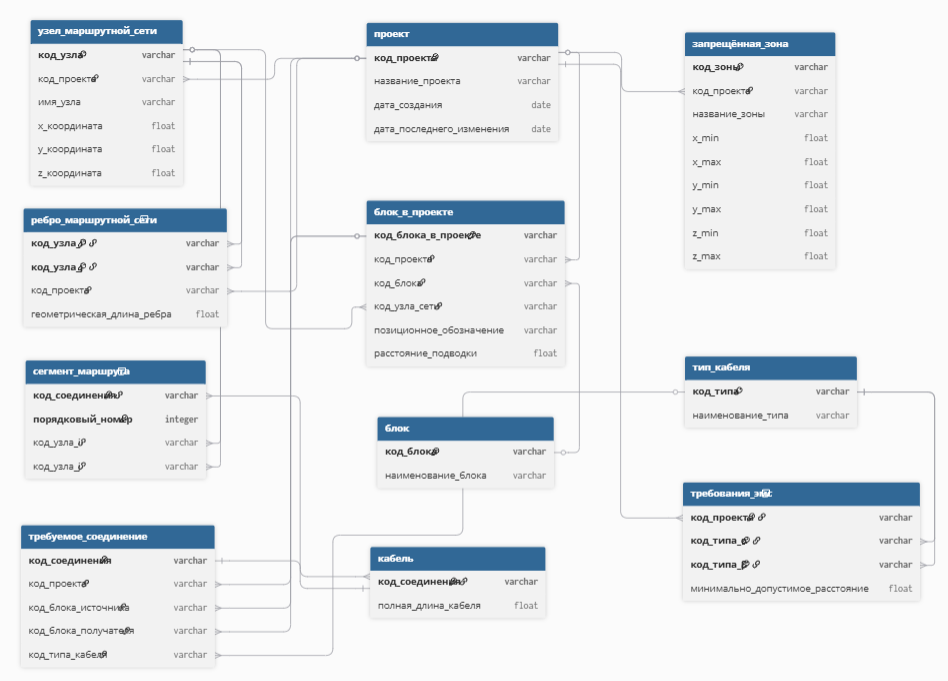 узел_маршрутной_сети
код_узла varchar
код_проекта varchar
имя_узла varchar
x_координата float
y_координата float
z_координата float
ребро_маршрутной_сети
код_узла varchar
код_узла varchar
код_проекта varchar
геометрическая_длина_ребра float
сегмент_маршрута
код_соединения varchar
порядковый_номер integer
код_узла_i varchar
код_узла_j varchar
требуемое_соединение
код_соединения varchar
код_проекта varchar
код_блока_источника varchar
код_блока_получателя varchar
код_типа_кабеля varchar
проект
код_проекта varchar
название_проекта varchar
дата_создания date
дата_последнего_изменения date
блок_в_проекте
код_блока_в_проекте varchar
код_проекта varchar
код_блока varchar
код_узла_сети varchar
позиционное_обозначение varchar
расстояние_подводки float
блок
код_блока varchar
наименование_блока varchar
кабель
код_соединения varchar
полная_длина_кабеля float
запрещённая_зона
код_зоны varchar
код_проекта varchar
название_зоны varchar
x_min float
x_max float
y_min float
y_max float
z_min float
z_max float
тип_кабеля
код_типа varchar
наименование_типа varchar
требования_эмс
код_проекта varchar
код_типа varchar
код_типа varchar
минимально_допустимое_расстояние float